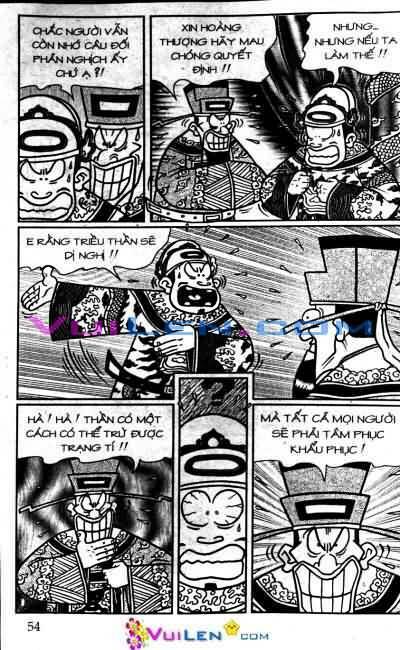 CHẮC NGƯỜI VẪN
CÒN NHỚ CÂU ĐỐI
PHẢN NGHỊCH ẤY
CHỨ Ạ ?!
XIN HOÀNG
THƯỢNG HÃY MAU
CHÓNG QUYẾT
ĐỊNH !!
NHƯNG...
NHƯNG NẾU TA
LÀM THẾ !!
E RẰNG TRIỀU THẦN SẼ
DỊ NGHỊ !!
VUILEN.COM
HÀ ! HÀ ! THẦN CÓ MỘT
CÁCH CÓ THỂ TRỪ ĐƯỢC
TRẠNG TÍ !!
?
MÀ TẤT CẢ MỌI NGƯỜI
SẼ PHẢI TÂM PHỤC
KHẨU PHỤC !
54
VUILEN.COM